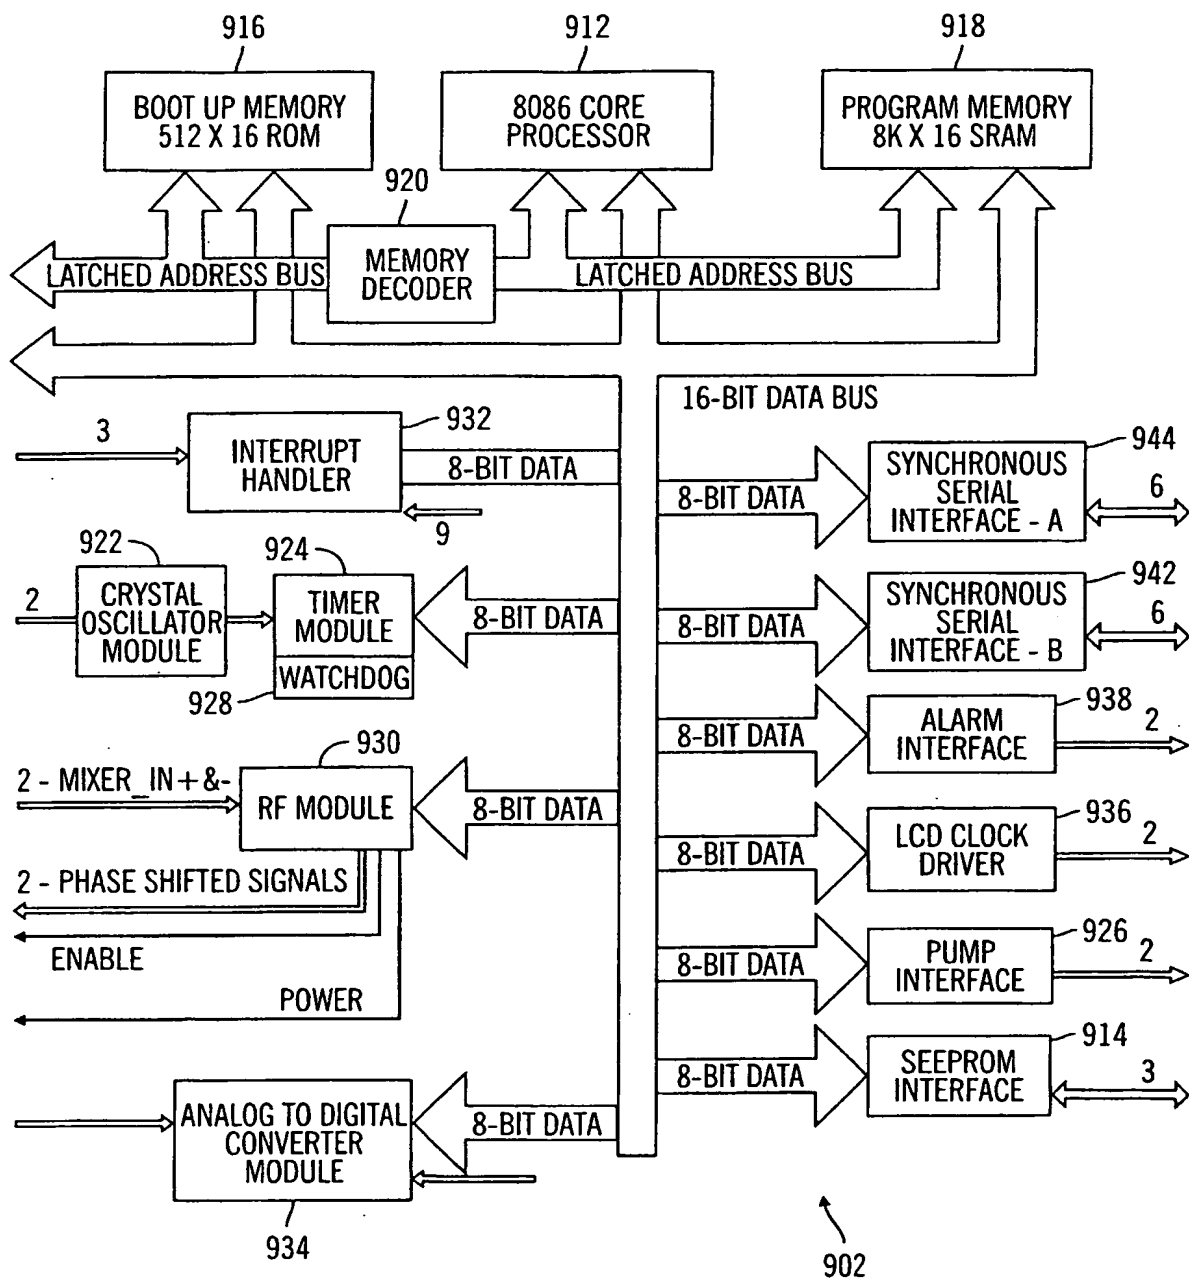 916
912
918
BOOT UP MEMORY
512 X 16 ROM
8086 CORE
PROCESSOR
PROGRAM MEMORY
8K X 16 SRAM
920
MEMORY
DECODER
LATCHED ADDRESS BUS
LATCHED ADDRESS BUS
16-BIT DATA BUS
3
932
INTERRUPT
HANDLER
8-BIT DATA
9
944
8-BIT DATA
SYNCHRONOUS
SERIAL
INTERFACE - A
6
922
924
2
CRYSTAL
OSCILLATOR
MODULE
TIMER
MODULE
WATCHDOG
928
8-BIT DATA
942
8-BIT DATA
SYNCHRONOUS
SERIAL
INTERFACE - B
6
938
8-BIT DATA
ALARM
INTERFACE
2
930
2 - MIXER_IN + &-
RF MODULE
8-BIT DATA
2 - PHASE SHIFTED SIGNALS
ENABLE
POWER
936
8-BIT DATA
LCD CLOCK
DRIVER
2
926
8-BIT DATA
PUMP
INTERFACE
2
914
8-BIT DATA
SEEPROM
INTERFACE
3
ANALOG TO DIGITAL
CONVERTER
MODULE
8-BIT DATA
934
902